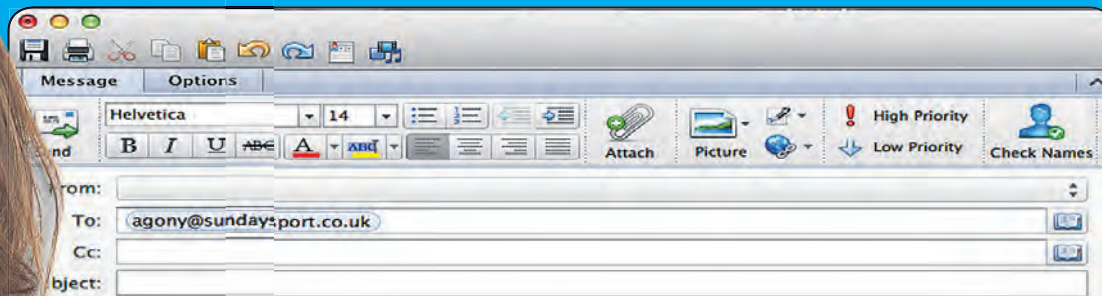 Message Options
Helvetica 14
B I U ABC A ABC Attach Picture High Priority Low Priority Check Names
To: agony@sundaysport.co.uk
Cc: